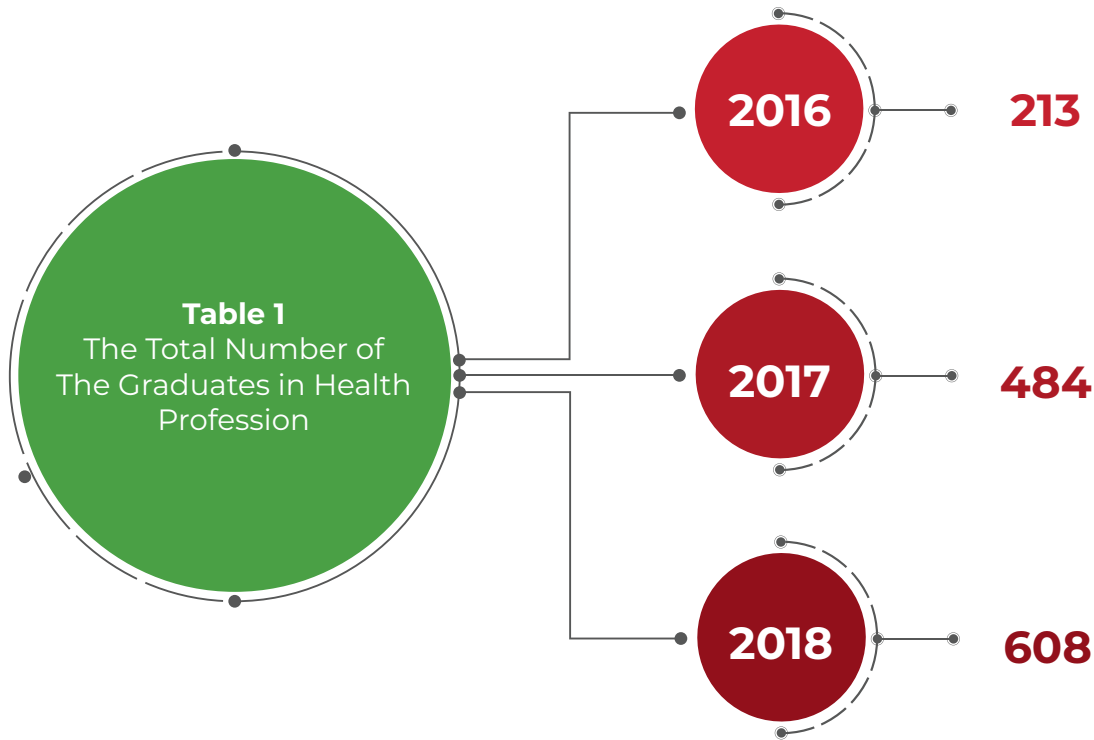 Table 1
The Total Number of
The Graduates in Health
Profession
2016
213
2017
484
2018
608